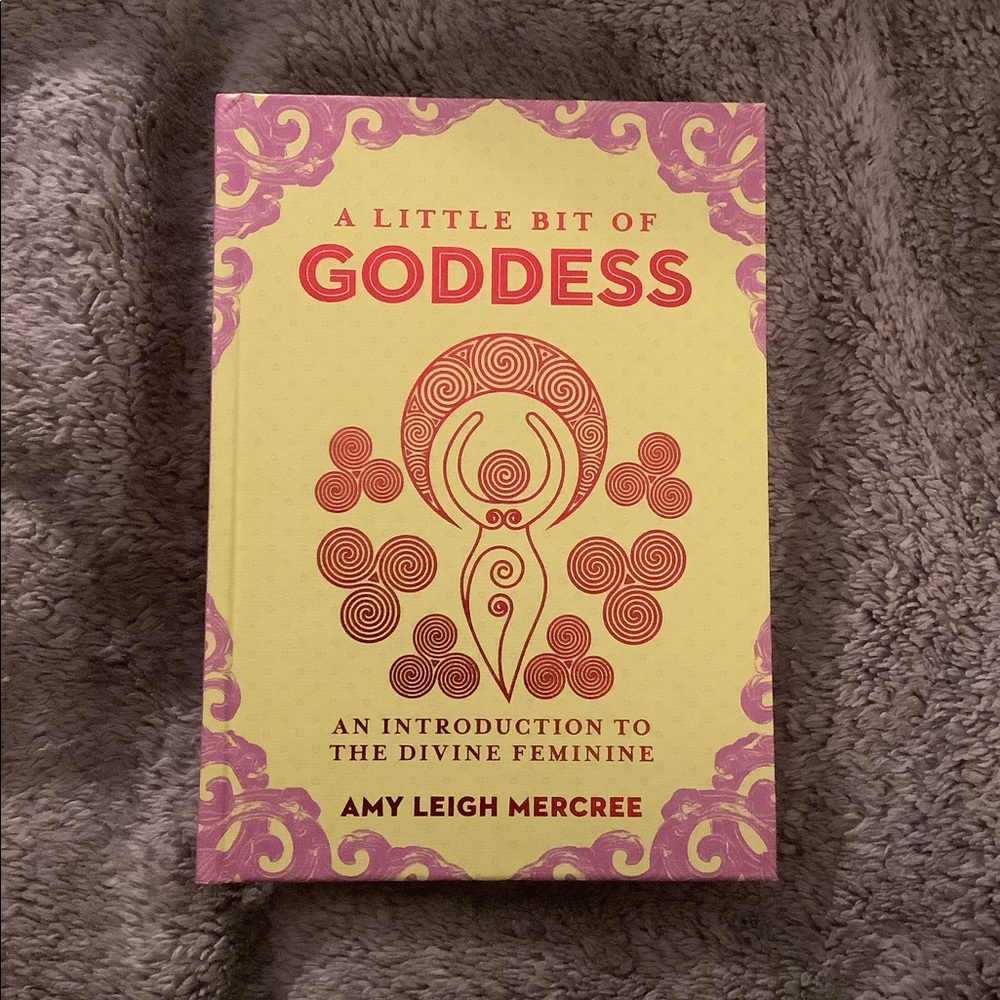 A LITTLE BIT OF
GODDESS
AN INTRODUCTION TO
THE DIVINE FEMININE
AMY LEIGH MERCREE